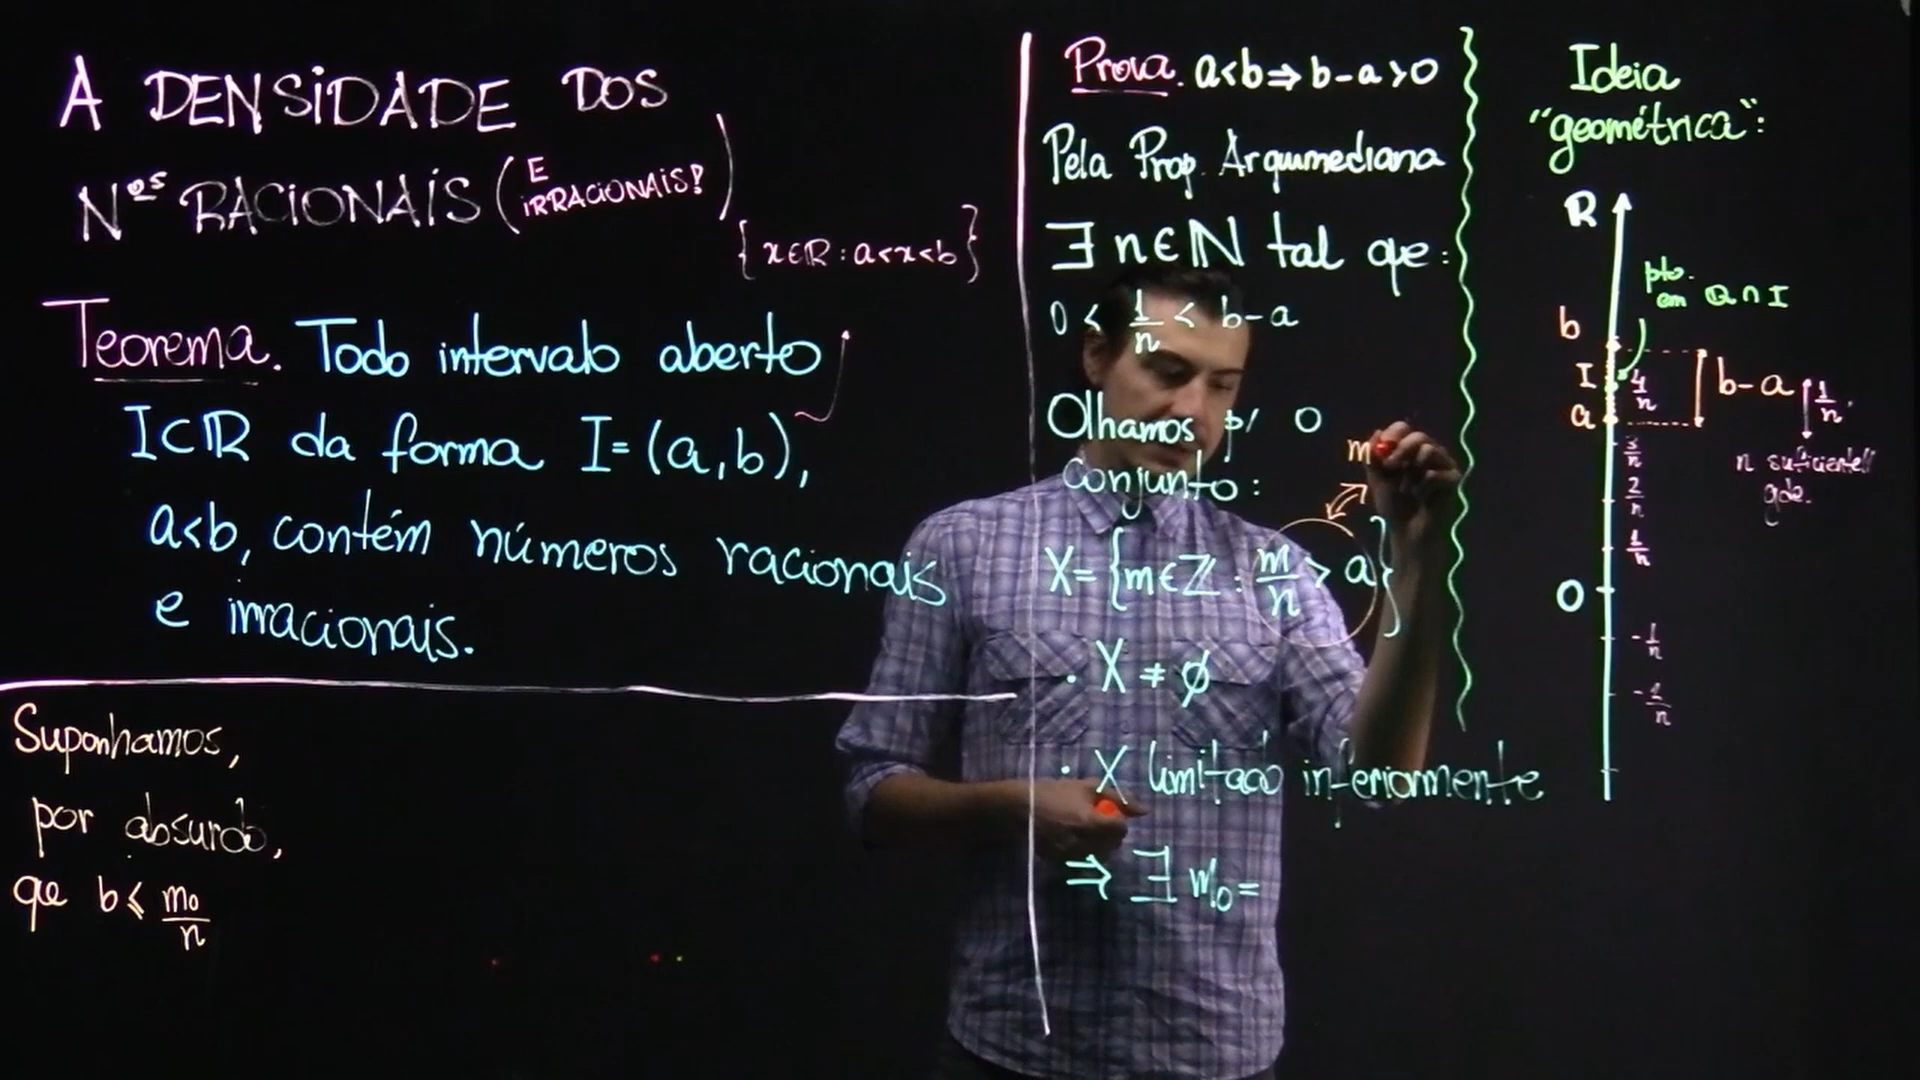 A DENSIDADE DOS
Nºs RACIONAIS (E IRRACIONAIS!)
{x∈R : a<x<b}
Teorema. Todo intervalo aberto
I⊂R da forma I=(a,b),
a<b, contém números racionais
e irracionais.
Suponhamos,
por absurdo,
que b ≤ m₀/n
Prova. a<b ⇒ b-a>0
Pela Prop. Arquimediana
∃ n∈N tal que:
0 < 1/n < b-a
Olhamos p/ o
conjunto:
m
X={m∈Z : m/n > a}
· X ≠ ∅
· X limitado inferiormente
⇒ ∃ m₀=
Ideia
"geométrica":
R
pto.
em Q∩I
b
I
4/n
b-a
1/n
a
3/n
n suficiente//
gde.
2/n
1/n
0
-1/n
-2/n